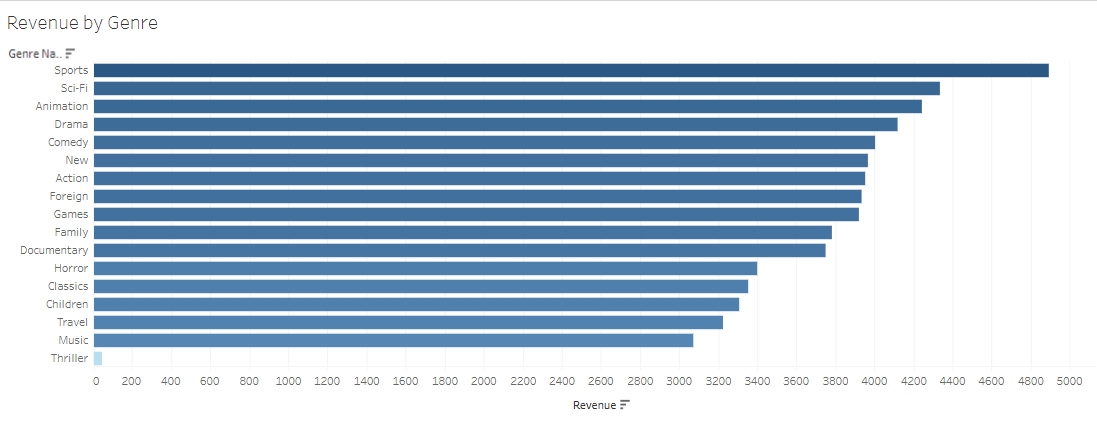 Revenue by Genre
Genre Na..
Sports
Sci-Fi
Animation
Drama
Comedy
New
Action
Foreign
Games
Family
Documentary
Horror
Classics
Children
Travel
Music
Thriller
0 200 400 600 800 1000 1200 1400 1600 1800 2000 2200 2400 2600 2800 3000 3200 3400 3600 3800 4000 4200 4400 4600 4800 5000
Revenue